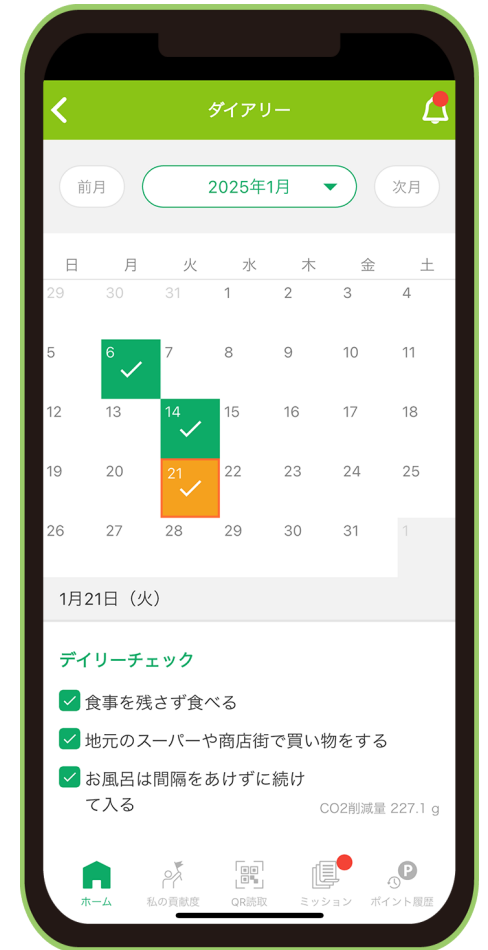 ダイアリー
前月 2025年1月 次月
日 月 火 水 木 金 土
29 30 31 1 2 3 4
5 6 7 8 9 10 11
12 13 14 15 16 17 18
19 20 21 22 23 24 25
26 27 28 29 30 31 1
1月21日（火）
デイリーチェック
食事を残さず食べる
地元のスーパーや商店街で買い物をする
お風呂は間隔をあけずに続け
て入る
CO2削減量 227.1 g
P
ホーム 私の貢献度 QR読取 ミッション ポイント履歴